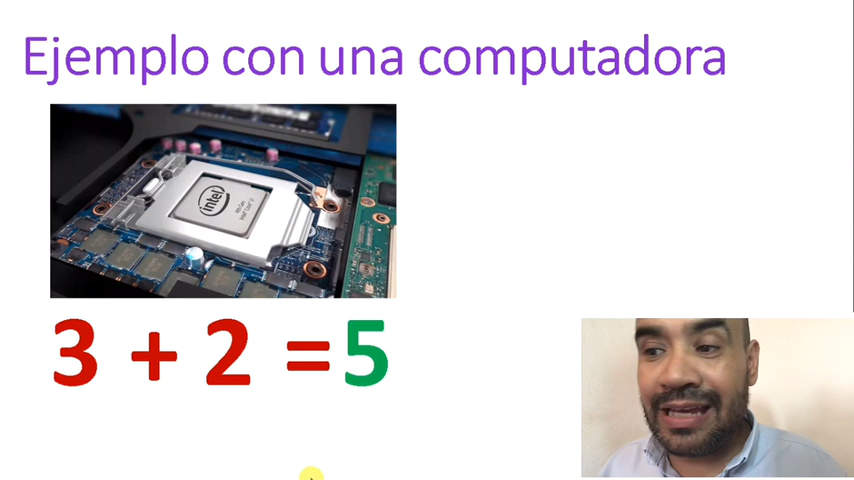 Ejemplo con una computadora
intel
3 + 2 = 5